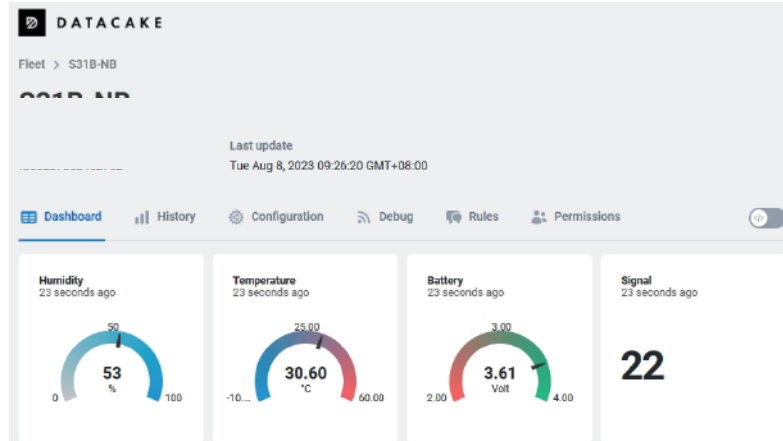 DATACAKE
Fleet > S31B-NB
S31B-NB
Last update
Tue Aug 8, 2023 09:26:20 GMT+08:00
Dashboard History Configuration Debug Rules Permissions
Humidity
23 seconds ago
50
53
%
0
100
Temperature
23 seconds ago
25.00
30.60
°C
-10...
60.00
Battery
23 seconds ago
3.00
3.61
Volt
2.00
4.00
Signal
23 seconds ago
22